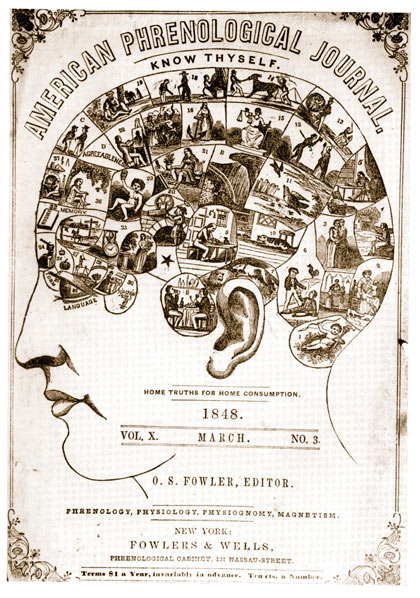 AMERICAN PHRENOLOGICAL JOURNAL.
KNOW THYSELF.
AGREEABLENESS
MEMORY
LANGUAGE
HOME TRUTHS FOR HOME CONSUMPTION.
1848.
VOL. X. MARCH. NO. 3.
O. S. FOWLER, EDITOR.
PHRENOLOGY, PHYSIOLOGY, PHYSIOGNOMY, MAGNETISM.
NEW YORK:
FOWLERS & WELLS,
PHRENOLOGICAL CABINET, 131 NASSAU-STREET.
Terms $1 a Year, invariably in advance. Ten cts. a Number.